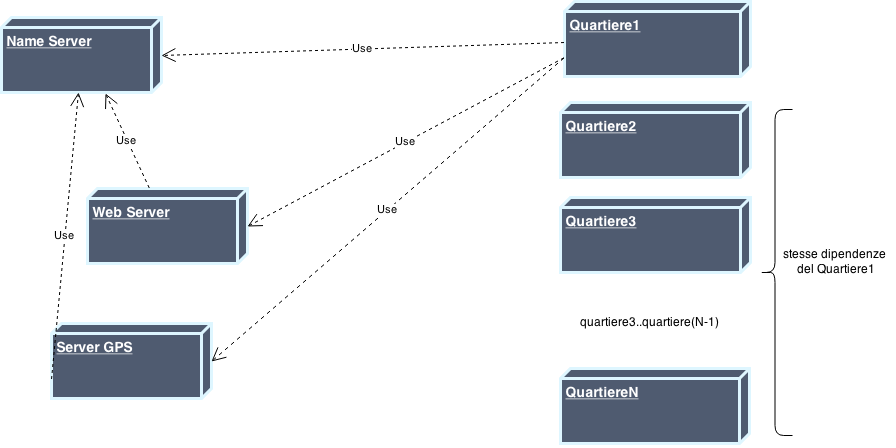 Name Server
Quartiere1
Use
Quartiere2
Use
Use
Web Server
Use
Quartiere3
Use
stesse dipendenze
del Quartiere1
quartiere3..quartiere(N-1)
Server GPS
QuartiereN